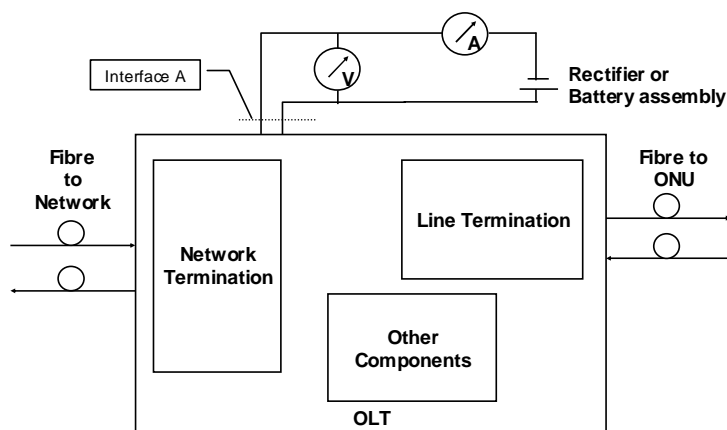 A
V
Interface A
Rectifier or
Battery assembly
Fibre
to
Network
Fibre to
ONU
Network
Termination
Line Termination
Other
Components
OLT